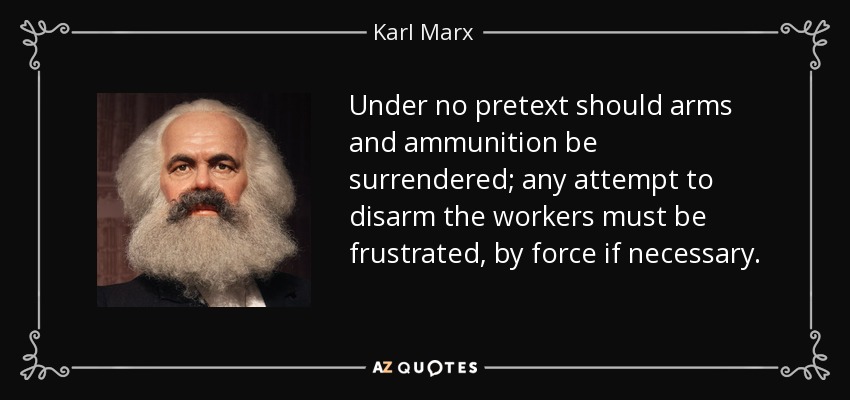 Karl Marx
Under no pretext should arms
and ammunition be
surrendered; any attempt to
disarm the workers must be
frustrated, by force if necessary.
AZ QUOTES